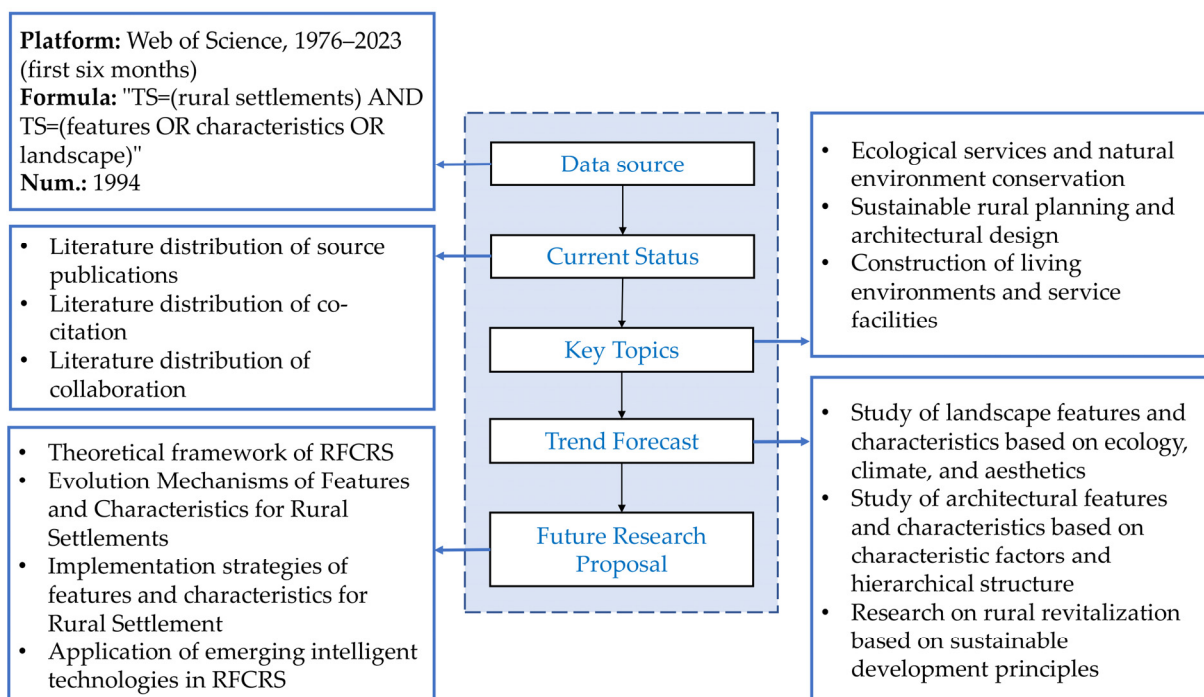 Platform: Web of Science, 1976–2023
(first six months)
Formula: "TS=(rural settlements) AND
TS=(features OR characteristics OR
landscape)"
Num.: 1994
Literature distribution of source
publications
Literature distribution of co-
citation
Literature distribution of
collaboration
Theoretical framework of RFCRS
Evolution Mechanisms of Features
and Characteristics for Rural
Settlements
Implementation strategies of
features and characteristics for
Rural Settlement
Application of emerging intelligent
technologies in RFCRS
Data source
Current Status
Key Topics
Trend Forecast
Future Research
Proposal
Ecological services and natural
environment conservation
Sustainable rural planning and
architectural design
Construction of living
environments and service
facilities
Study of landscape features and
characteristics based on ecology,
climate, and aesthetics
Study of architectural features
and characteristics based on
characteristic factors and
hierarchical structure
Research on rural revitalization
based on sustainable
development principles